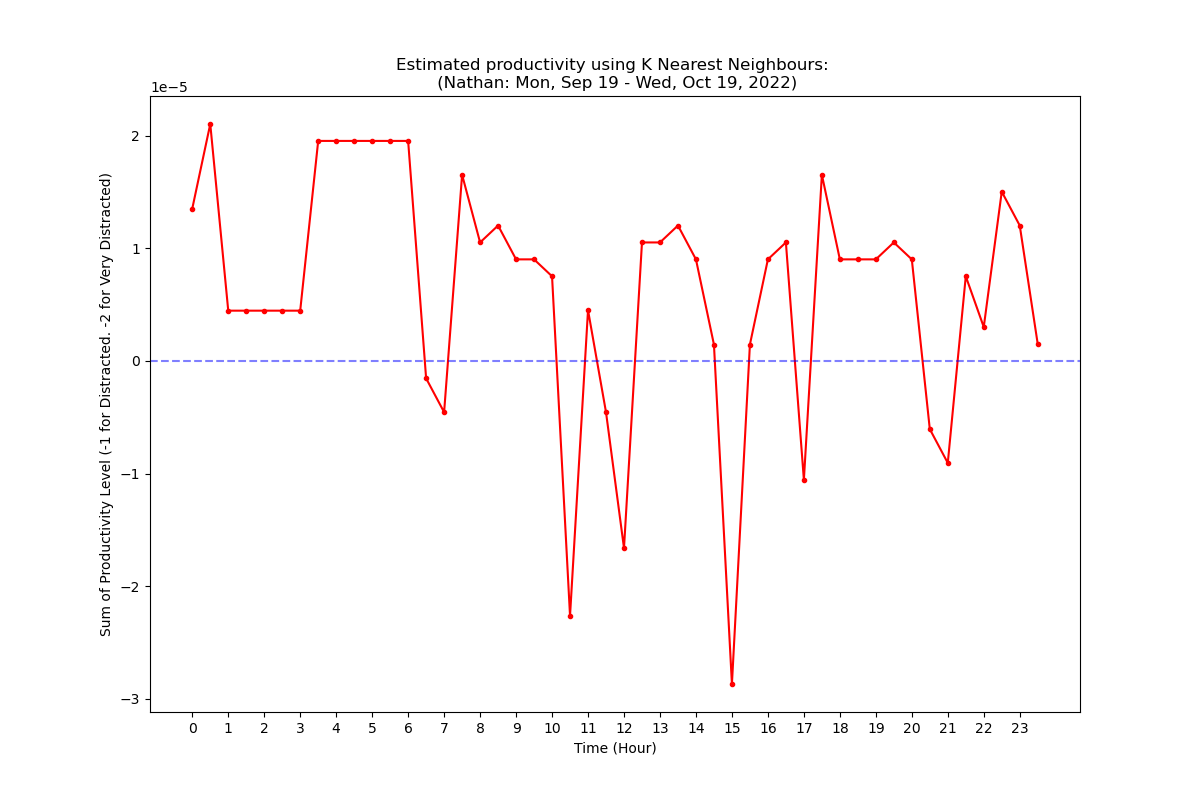 Estimated productivity using K Nearest Neighbours:
(Nathan: Mon, Sep 19 - Wed, Oct 19, 2022)
1e−5
2
1
0
−1
−2
−3
Sum of Productivity Level (-1 for Distracted. -2 for Very Distracted)
0 1 2 3 4 5 6 7 8 9 10 11 12 13 14 15 16 17 18 19 20 21 22 23
Time (Hour)